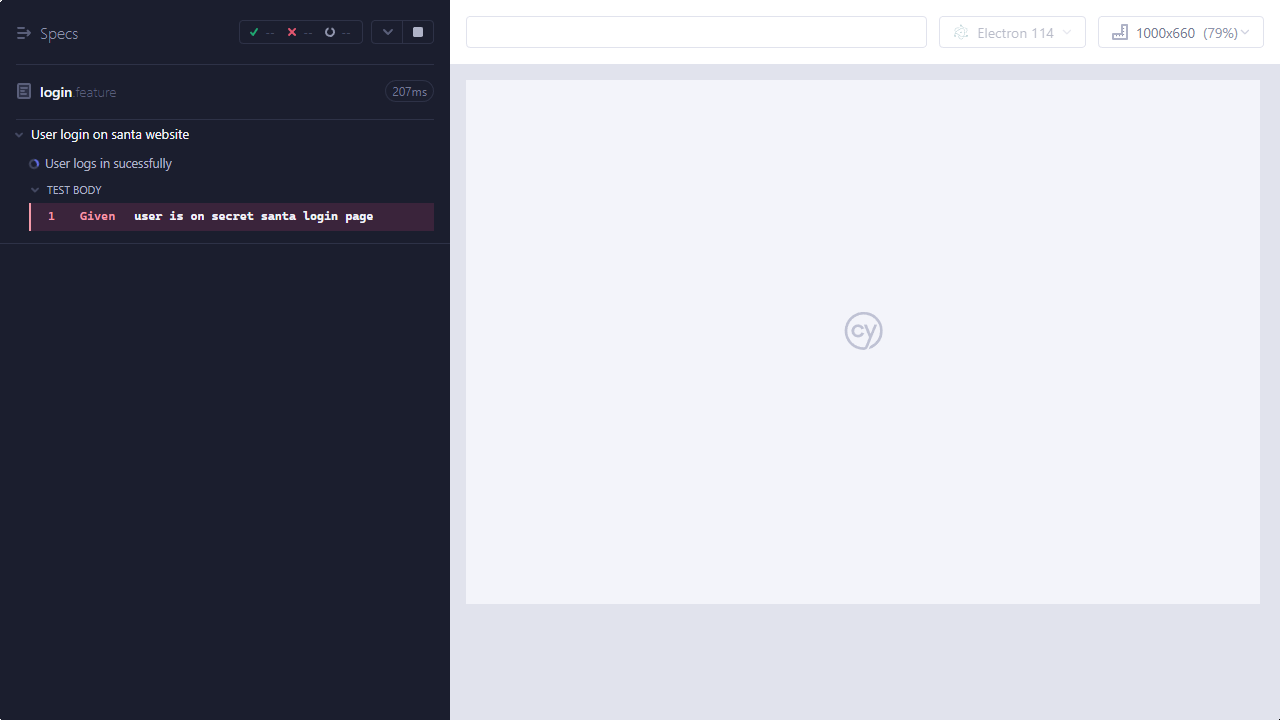 Specs
-- -- --
login.feature
207ms
User login on santa website
User logs in sucessfully
TEST BODY
1 Given user is on secret santa login page
Electron 114
1000x660 (79%)
cy